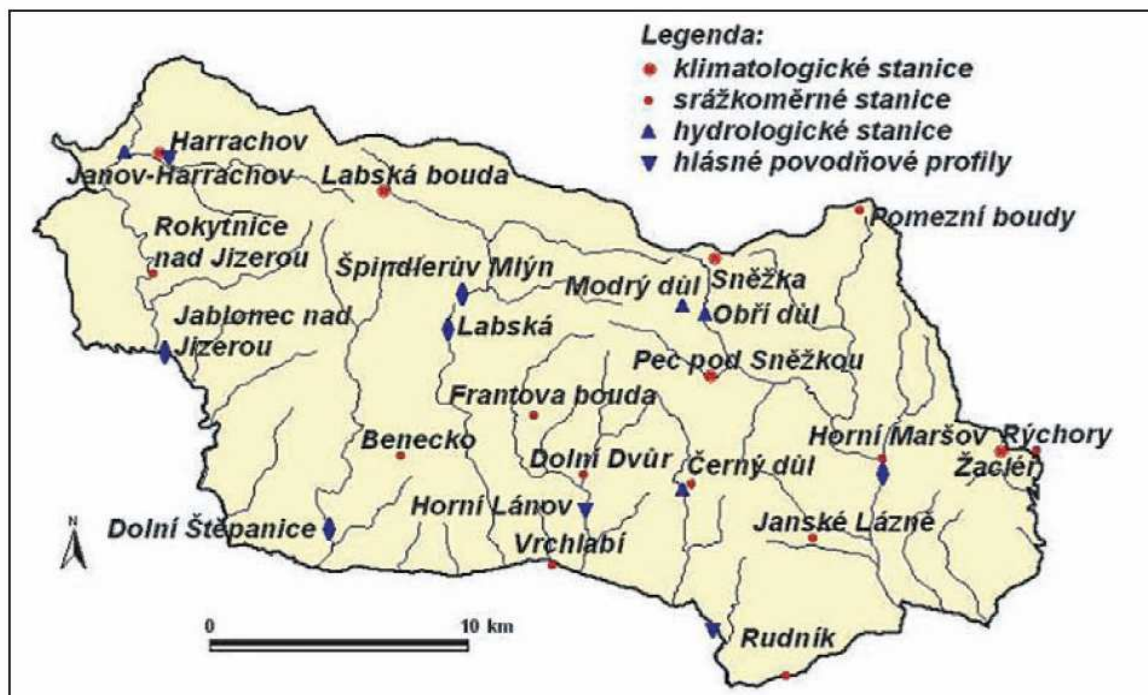 Legenda:
klimatologické stanice
srážkoměrné stanice
hydrologické stanice
hlásné povodňové profily
Harrachov
Janov-Harrachov
Labská bouda
Pomezní boudy
Rokytnice
nad Jizerou
Špindlerův Mlýn
Modrý důl
Sněžka
Obří důl
Jablonec nad
Jizerou
Labská
Pec pod Sněžkou
Frantova bouda
Benecko
Horní Maršov
Rýchory
Žacléř
Dolní Dvůr
Černý důl
Horní Lánov
Dolní Štěpanice
Janské Lázně
Vrchlabí
N
0
10 km
Rudník